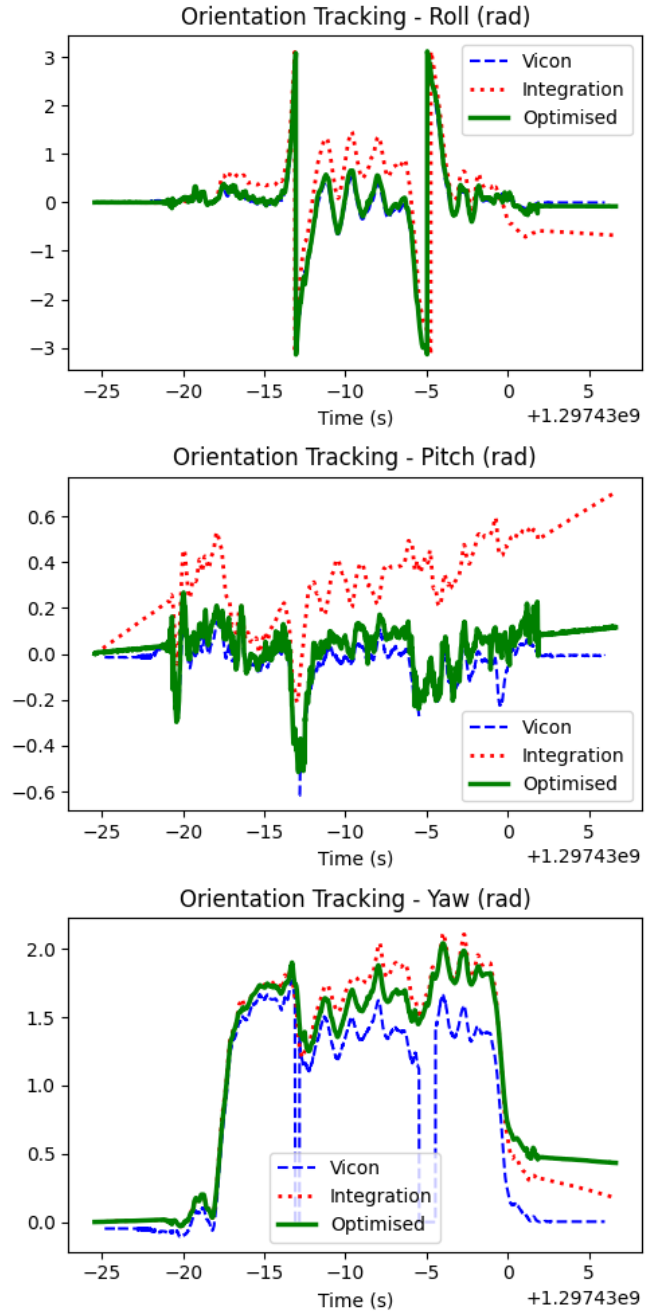 Orientation Tracking - Roll (rad)
3
2
1
0
−1
−2
−3
Vicon
Integration
Optimised
−25 −20 −15 −10 −5 0 5
Time (s)
+1.29743e9
Orientation Tracking - Pitch (rad)
0.6
0.4
0.2
0.0
−0.2
−0.4
−0.6
Vicon
Integration
Optimised
−25 −20 −15 −10 −5 0 5
Time (s)
+1.29743e9
Orientation Tracking - Yaw (rad)
2.0
1.5
1.0
0.5
0.0
Vicon
Integration
Optimised
−25 −20 −15 −10 −5 0 5
Time (s)
+1.29743e9